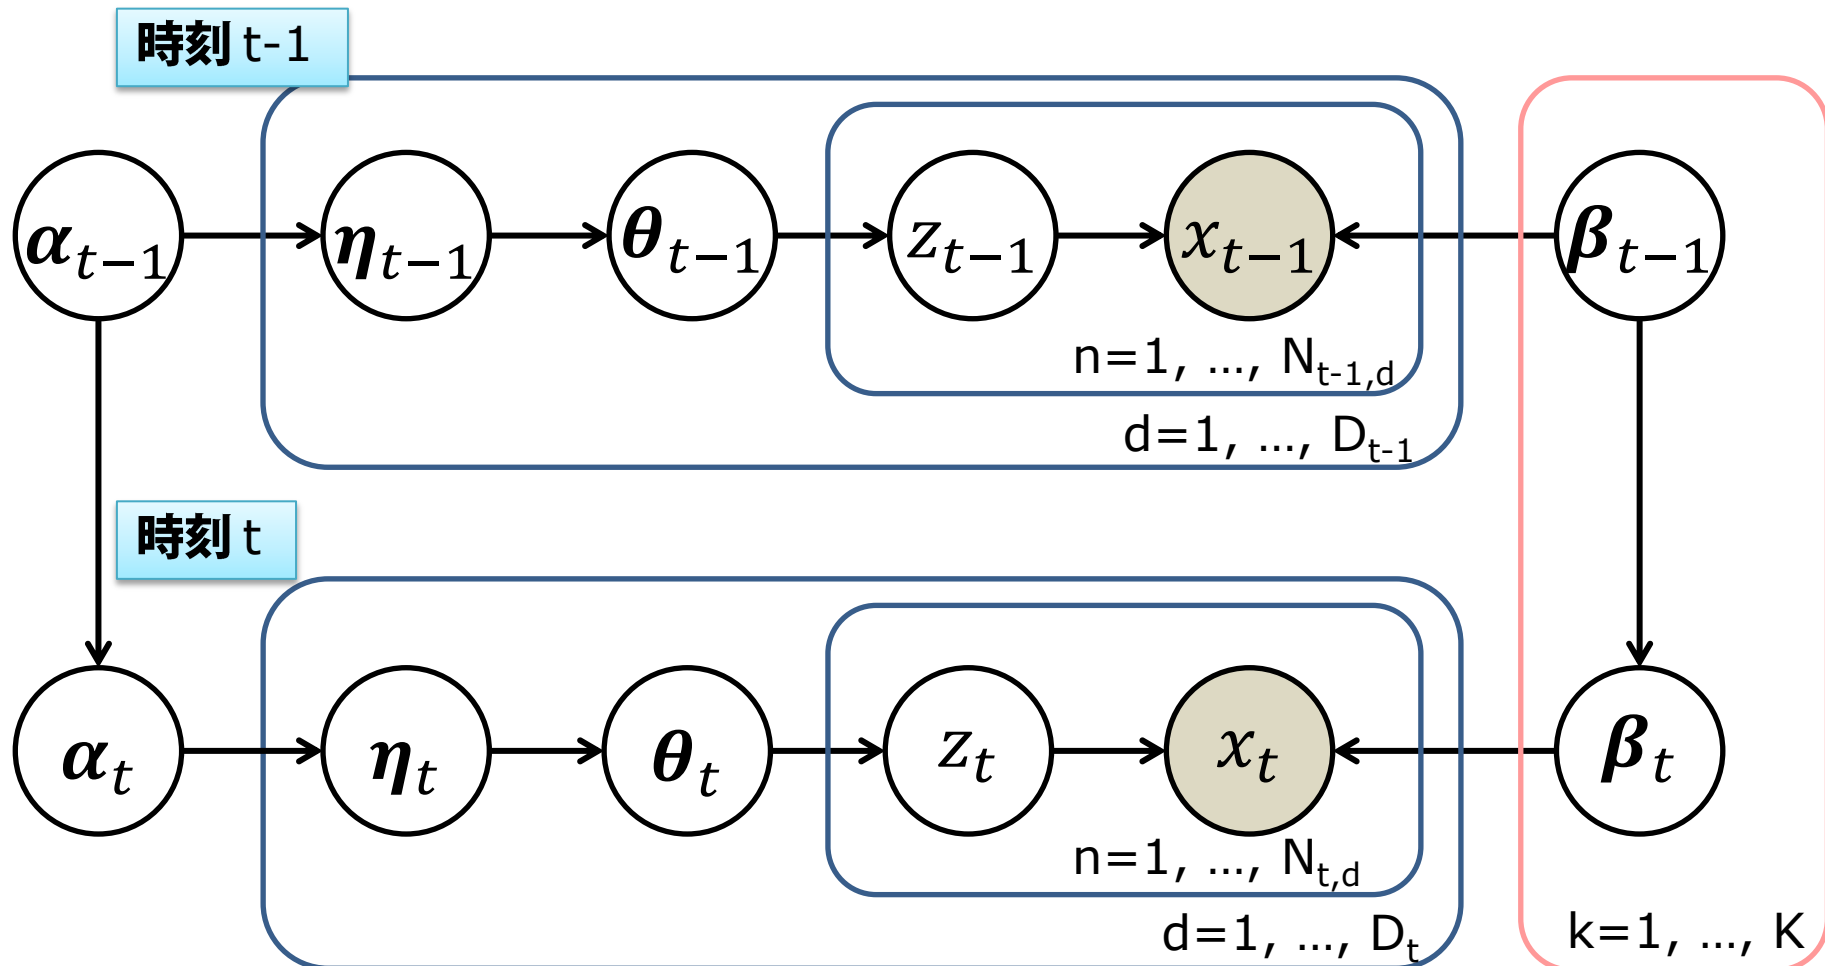 時刻 t-1
α_{t-1}
η_{t-1}
θ_{t-1}
z_{t-1}
x_{t-1}
β_{t-1}
n=1, …, N_{t-1,d}
d=1, …, D_{t-1}
時刻 t
α_t
η_t
θ_t
z_t
x_t
β_t
n=1, …, N_{t,d}
d=1, …, D_t
k=1, …, K